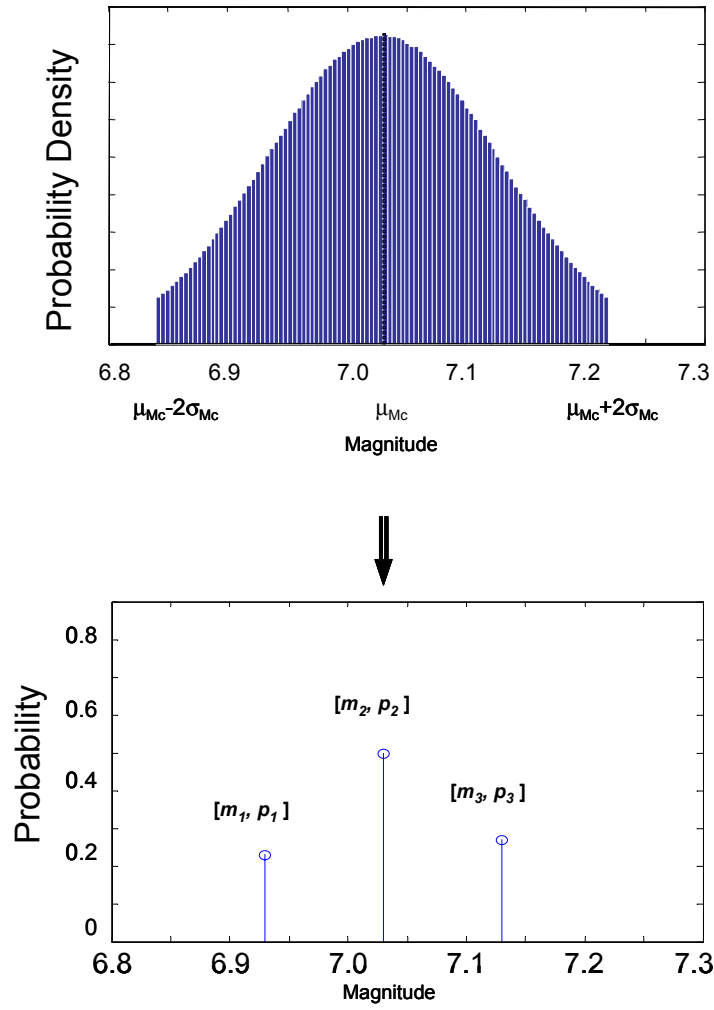 Probability Density
6.8 6.9 7.0 7.1 7.2 7.3
μMc-2σMc μMc μMc+2σMc
Magnitude
Probability
0.8
0.6
0.4
0.2
0
[m1, p1 ]
[m2, p2 ]
[m3, p3 ]
6.8 6.9 7.0 7.1 7.2 7.3
Magnitude